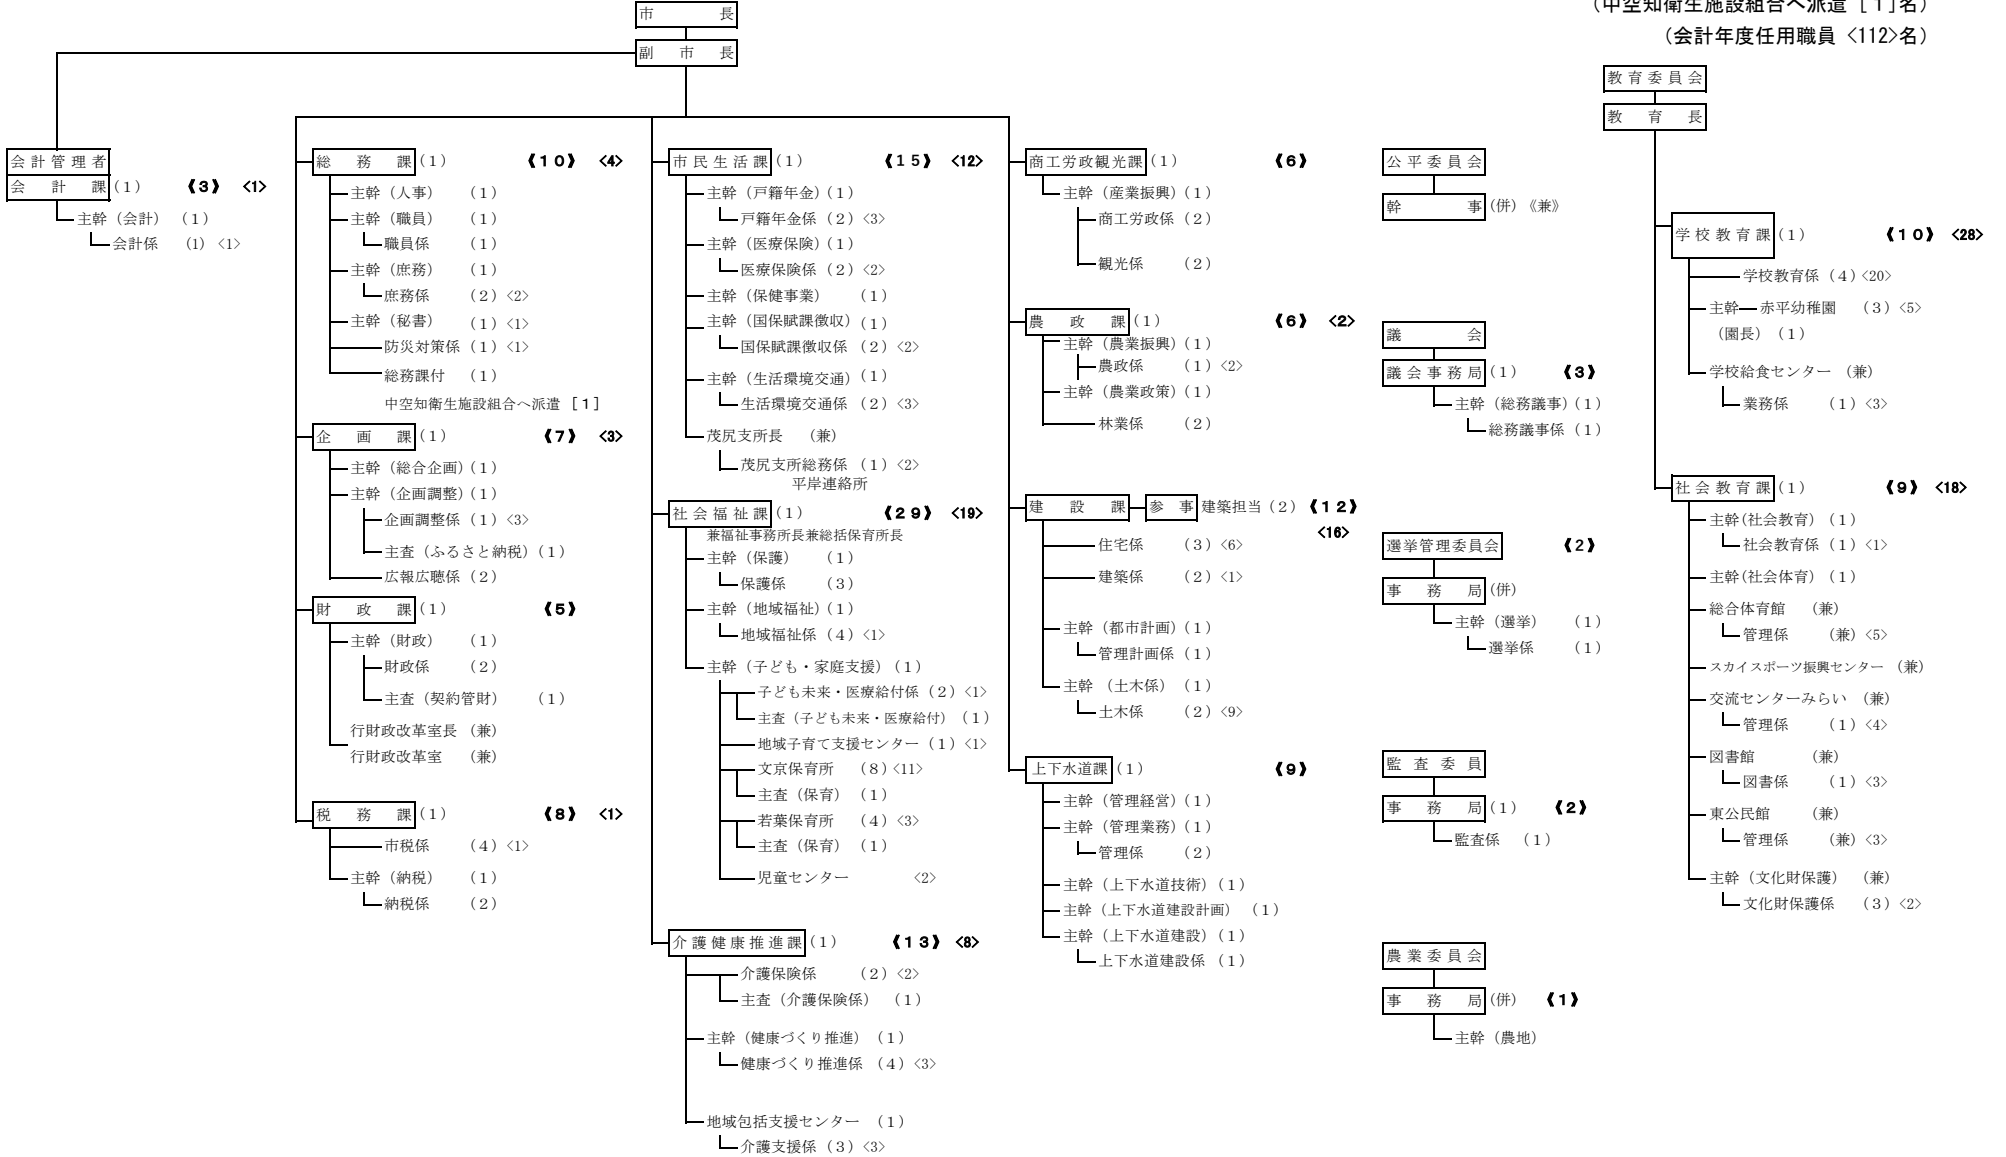 (中空知衛生施設組合へ派遣［１］名)
(会計年度任用職員 <112>名)
市　　　長
副　市　長
会計管理者
会　計　課 (１) 《３》 <1>
主幹（会計）(１)
会計係 (1) <1>
総　務　課 (１) 《１０》 <4>
主幹（人事）(１)
主幹（職員）(１)
職員係 (１)
主幹（庶務）(１)
庶務係 (２) <2>
主幹（秘書）(１) <1>
防災対策係 (１) <1>
総務課付 (１)
中空知衛生施設組合へ派遣［１］
企　画　課 (１) 《７》 <3>
主幹（総合企画）(１)
主幹（企画調整）(１)
企画調整係 (１) <3>
主査（ふるさと納税）(１)
広報広聴係 (２)
財　政　課 (１) 《５》
主幹（財政）(１)
財政係 (２)
主査（契約管財）(１)
行財政改革室長 (兼)
行財政改革室 (兼)
税　務　課 (１) 《８》 <1>
市税係 (４) <1>
主幹（納税）(１)
納税係 (２)
市民生活課 (１) 《１５》 <12>
主幹（戸籍年金）(１)
戸籍年金係 (２) <3>
主幹（医療保険）(１)
医療保険係 (２) <2>
主幹（保健事業）(１)
主幹（国保賦課徴収）(１)
国保賦課徴収係 (２) <2>
主幹（生活環境交通）(１)
生活環境交通係 (２) <3>
茂尻支所長 (兼)
茂尻支所総務係 (１) <2>
平岸連絡所
社会福祉課 (１) 《２９》 <19>
兼福祉事務所長兼総括保育所長
主幹（保護）(１)
保護係 (３)
主幹（地域福祉）(１)
地域福祉係 (４) <1>
主幹（子ども・家庭支援）(１)
子ども未来・医療給付係 (２) <1>
主査（子ども未来・医療給付）(１)
地域子育て支援センター (１) <1>
文京保育所 (８) <11>
主査（保育）(１)
若葉保育所 (４) <3>
主査（保育）(１)
児童センター <2>
介護健康推進課 (１) 《１３》 <8>
介護保険係 (２) <2>
主査（介護保険係）(１)
主幹（健康づくり推進）(１)
健康づくり推進係 (４) <3>
地域包括支援センター (１)
介護支援係 (３) <3>
商工労政観光課 (１) 《６》
主幹（産業振興）(１)
商工労政係 (２)
観光係 (２)
農　政　課 (１) 《６》 <2>
主幹（農業振興）(１)
農政係 (１) <2>
主幹（農業政策）(１)
林業係 (２)
建　設　課 参　事 建築担当 (２) 《１２》
<16>
住宅係 (３) <6>
建築係 (２) <1>
主幹（都市計画）(１)
管理計画係 (１)
主幹（土木係）(１)
土木係 (２) <9>
上下水道課 (１) 《９》
主幹（管理経営）(１)
主幹（管理業務）(１)
管理係 (２)
主幹（上下水道技術）(１)
主幹（上下水道建設計画）(１)
主幹（上下水道建設）(１)
上下水道建設係 (１)
公平委員会
幹　　　事 (併) 《兼》
議　　　会
議会事務局 (１) 《３》
主幹（総務議事）(１)
総務議事係 (１)
選挙管理委員会 《２》
事　務　局 (併)
主幹（選挙）(１)
選挙係 (１)
監査委員
事　務　局 (１) 《２》
監査係 (１)
農業委員会
事　務　局 (併) 《１》
主幹（農地）
教育委員会
教　育　長
学校教育課 (１) 《１０》 <28>
学校教育係 (４) <20>
主幹 赤平幼稚園 (３) <5>
（園長）(１)
学校給食センター (兼)
業務係 (１) <3>
社会教育課 (１) 《９》 <18>
主幹(社会教育) (１)
社会教育係 (１) <1>
主幹(社会体育) (１)
総合体育館 (兼)
管理係 (兼) <5>
スカイスポーツ振興センター (兼)
交流センターみらい (兼)
管理係 (１) <4>
図書館 (兼)
図書係 (１) <3>
東公民館 (兼)
管理係 (兼) <3>
主幹（文化財保護）(兼)
文化財保護係 (３) <2>